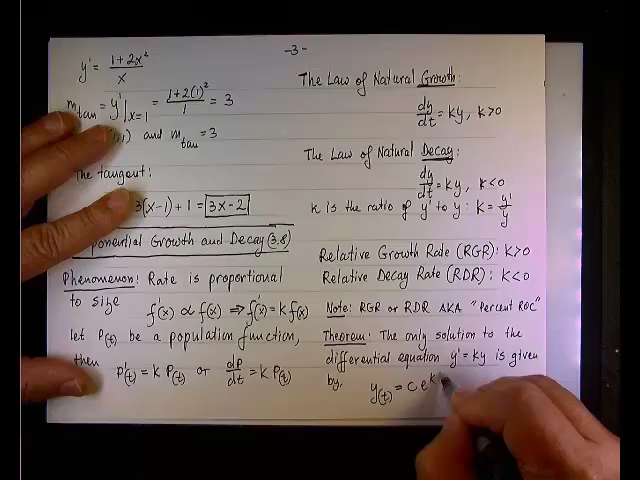 -3-
y' = (1+2x²)/x
m_tan = y'|x=1 = (1+2(1)²)/1 = 3
and m_tan = 3
The tangent:
3(x-1)+1 = 3x-2
Growth and Decay (3.8)
Phenomenon: Rate is proportional
to size f'(x) ∝ f(x) ⇒ f'(x) = k f(x)
let P(t) be a population function,
then P'(t) = k P(t) or dP/dt = k P(t)
The Law of Natural Growth:
dy/dt = ky, k>0
The Law of Natural Decay:
dy/dt = ky, k<0
k is the ratio of y' to y: k = y'/y
Relative Growth Rate (RGR): k>0
Relative Decay Rate (RDR): k<0
Note: RGR or RDR AKA "Percent ROC"
Theorem: The only solution to the
differential equation y' = ky is given
by, y(t) = c e^k